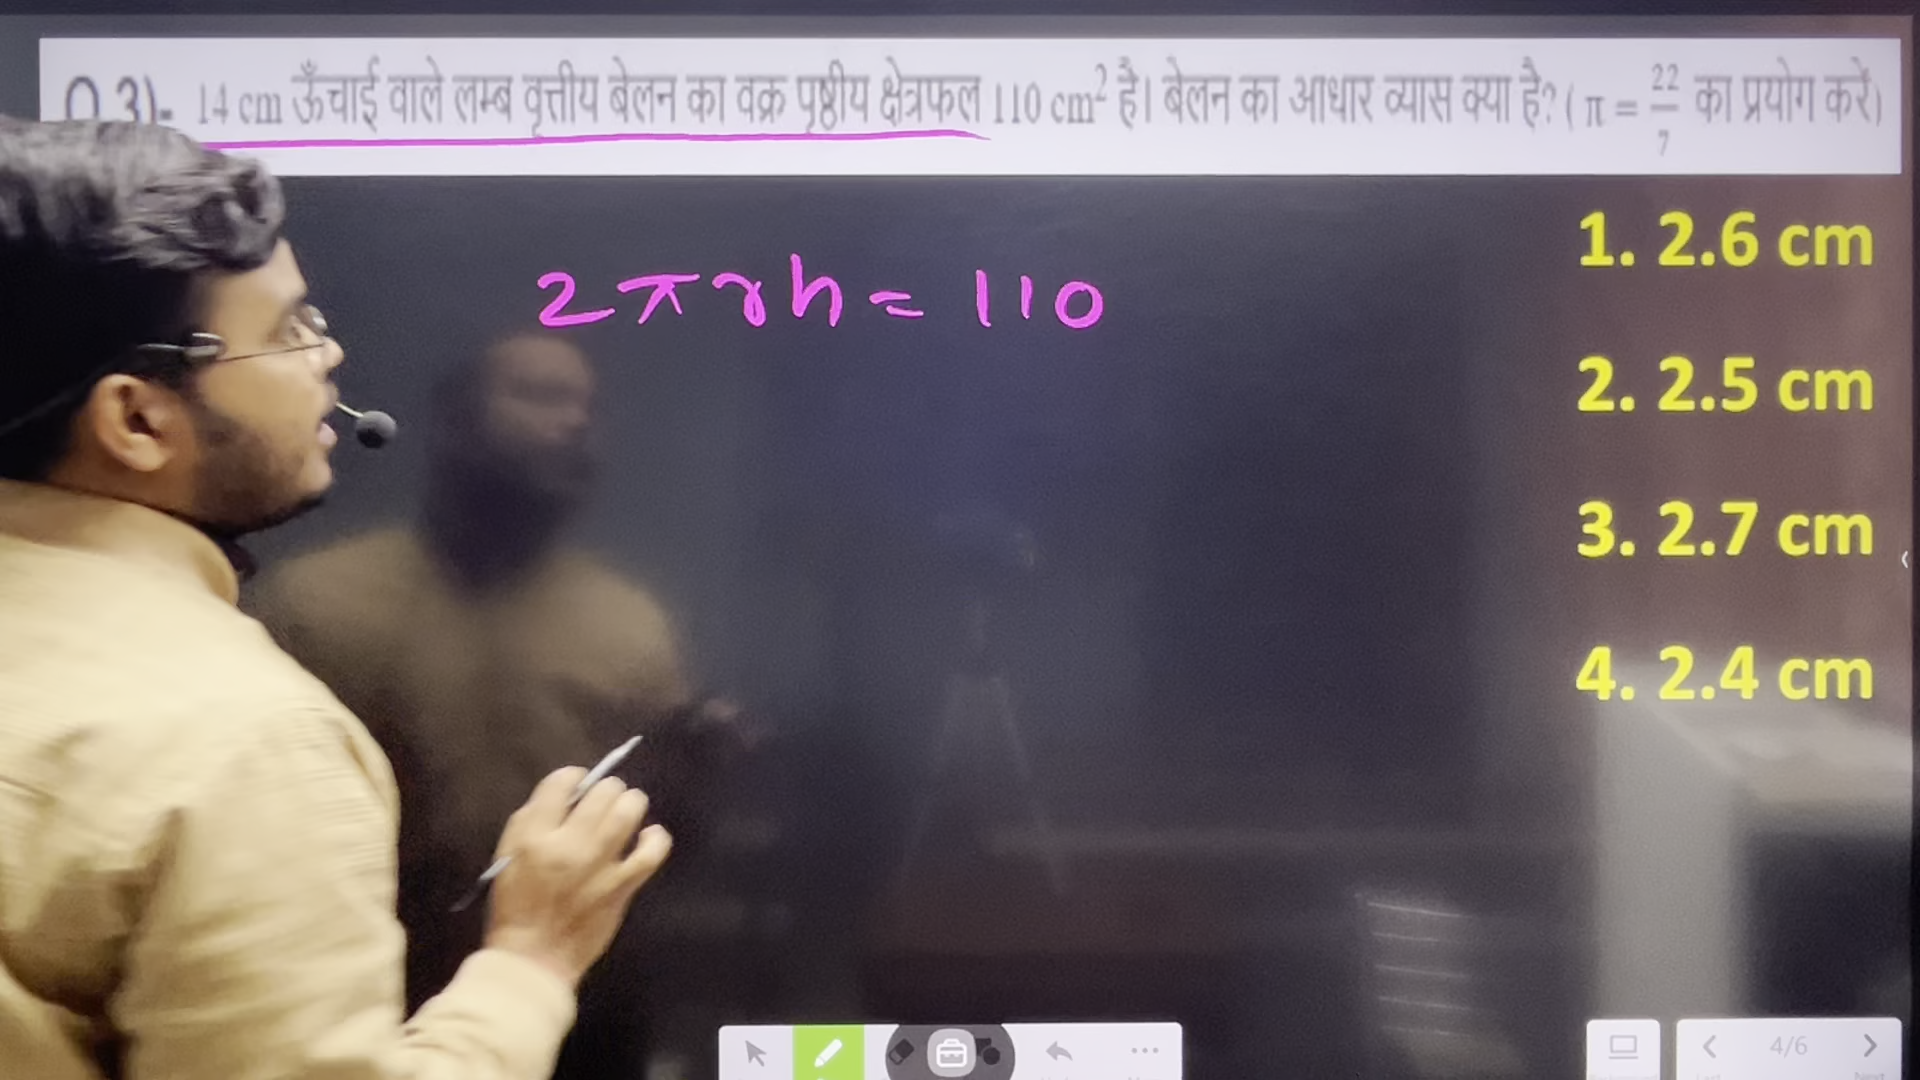 Q.3)- 14 cm ऊँचाई वाले लम्ब वृत्तीय बेलन का वक्र पृष्ठीय क्षेत्रफल 110 cm² है। बेलन का आधार व्यास क्या है? ( π = 22/7 का प्रयोग करें)
2πrh = 110
1. 2.6 cm
2. 2.5 cm
3. 2.7 cm
4. 2.4 cm
4/6